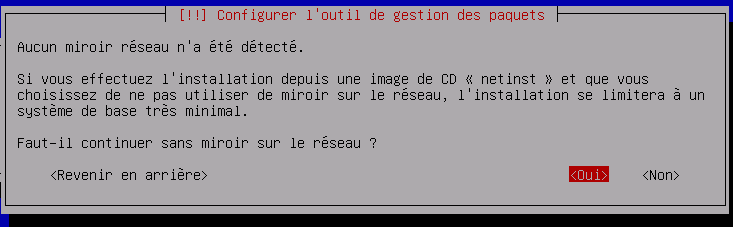 [!!] Configurer l'outil de gestion des paquets
Aucun miroir réseau n'a été détecté.
Si vous effectuez l'installation depuis une image de CD « netinst » et que vous
choisissez de ne pas utiliser de miroir sur le réseau, l'installation se limitera à un
système de base très minimal.
Faut-il continuer sans miroir sur le réseau ?
<Revenir en arrière> <Oui> <Non>